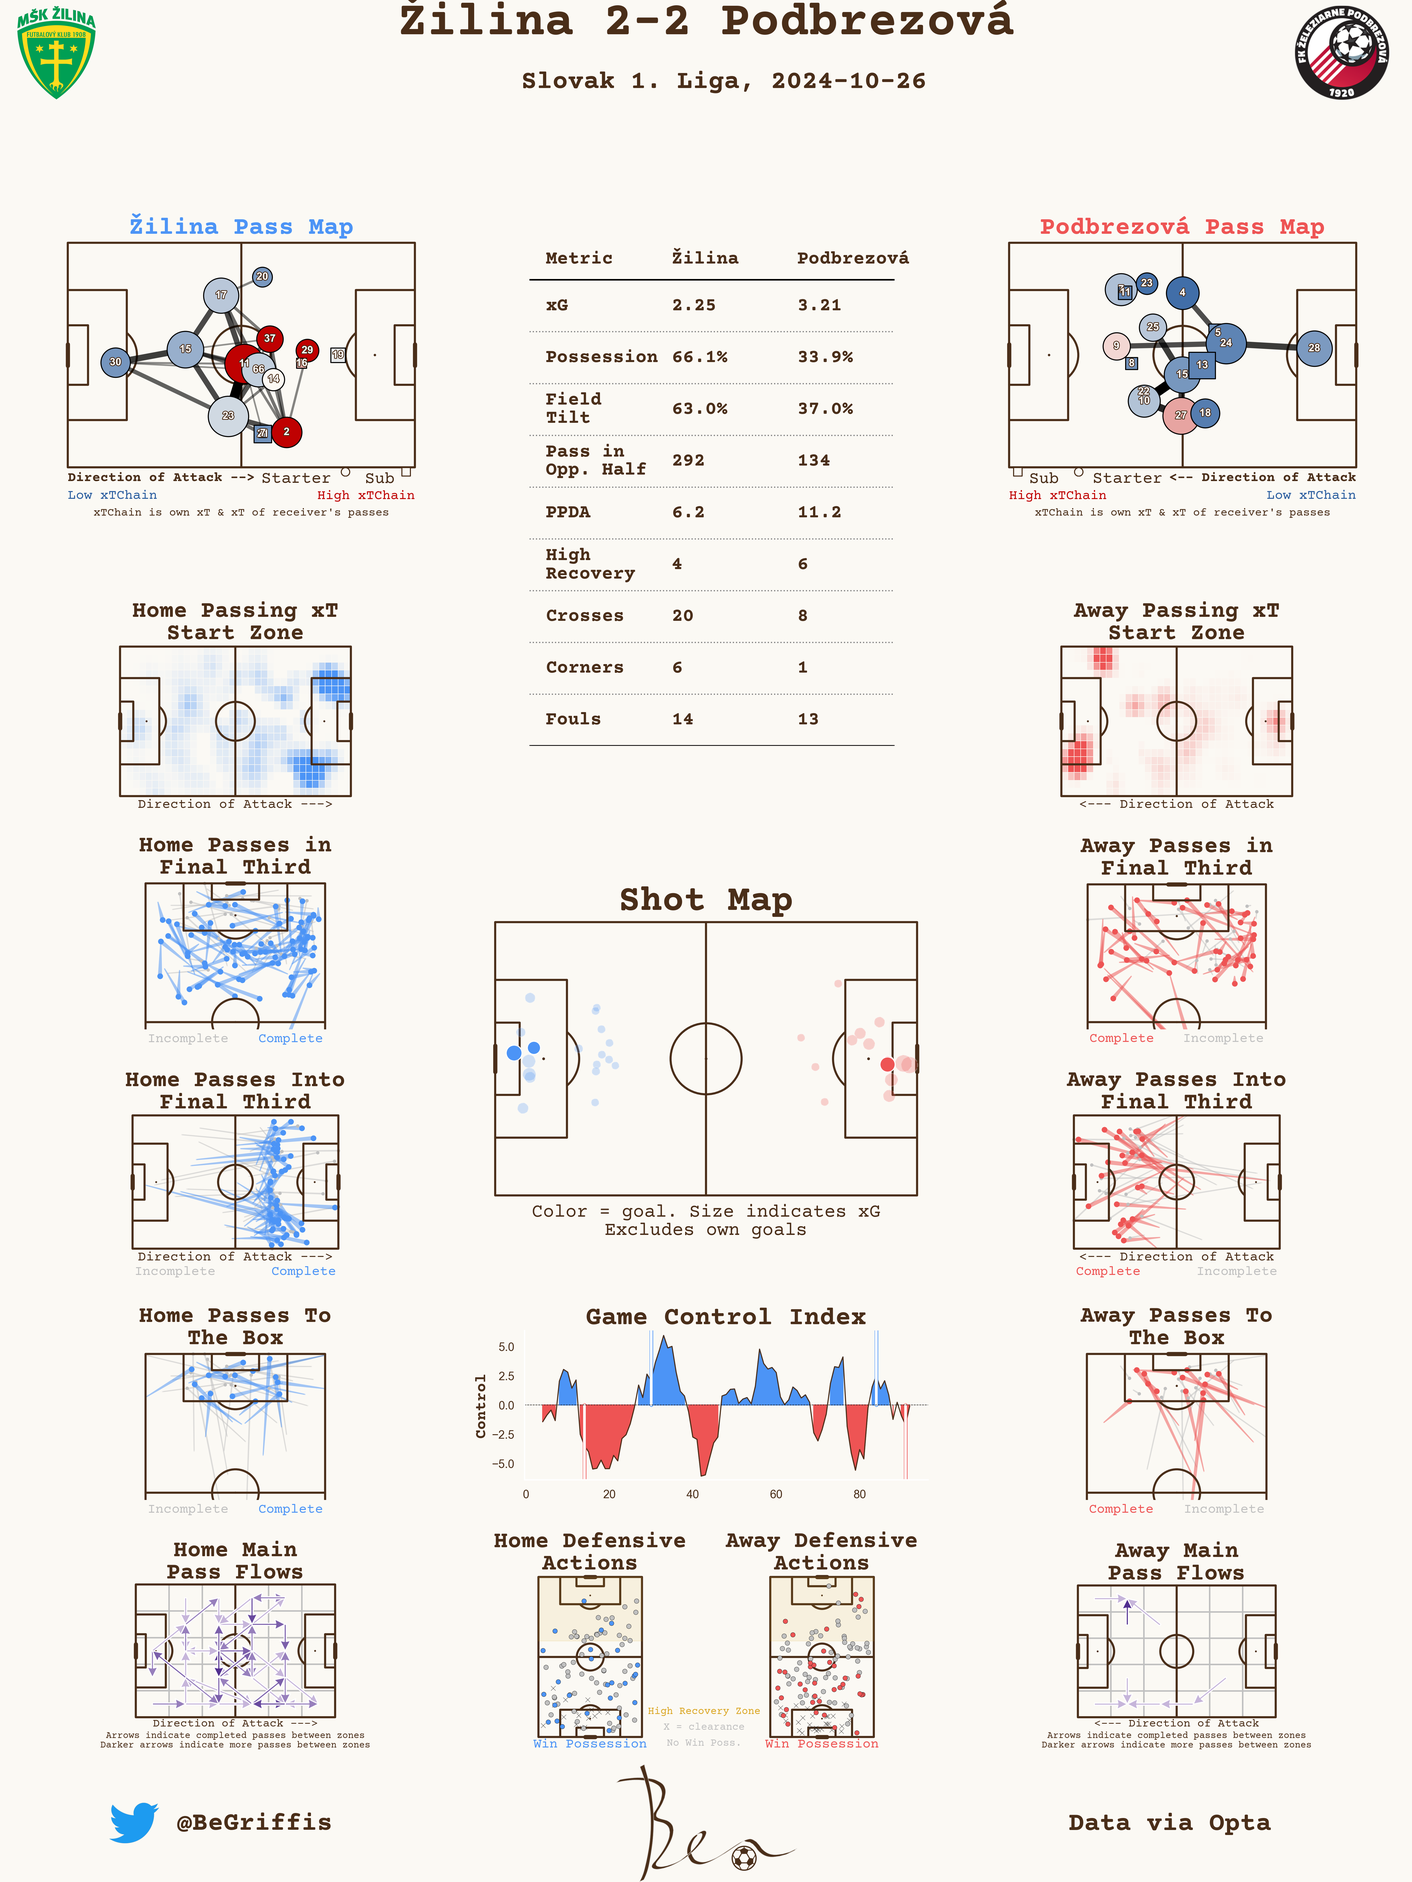 Žilina 2-2 Podbrezová
Slovak 1. Liga, 2024-10-26
MŠK ŽILINA
FUTBALOVÝ KLUB 1908
FK ŽELEZIARNE PODBREZOVÁ
1920
Žilina Pass Map
20
17
37
15
29
30
11
66
16
19
14
23
2
Direction of Attack --> Starter Sub
Low xTChain High xTChain
xTChain is own xT & xT of receiver's passes
Metric Žilina Podbrezová
xG 2.25 3.21
Possession 66.1% 33.9%
Field
Tilt 63.0% 37.0%
Pass in
Opp. Half 292 134
PPDA 6.2 11.2
High
Recovery 4 6
Crosses 20 8
Corners 6 1
Fouls 14 13
Podbrezová Pass Map
23
11
4
25
5
9
24
28
8
13
15
22
10
27
18
Sub Starter <-- Direction of Attack
High xTChain Low xTChain
xTChain is own xT & xT of receiver's passes
Home Passing xT
Start Zone
Direction of Attack --->
Away Passing xT
Start Zone
<--- Direction of Attack
Home Passes in
Final Third
Incomplete Complete
Away Passes in
Final Third
Complete Incomplete
Shot Map
Color = goal. Size indicates xG
Excludes own goals
Home Passes Into
Final Third
Direction of Attack --->
Incomplete Complete
Away Passes Into
Final Third
<--- Direction of Attack
Complete Incomplete
Home Passes To
The Box
Incomplete Complete
Game Control Index
Control
5.0
2.5
0.0
−2.5
−5.0
0 20 40 60 80
Away Passes To
The Box
Complete Incomplete
Home Main
Pass Flows
Direction of Attack --->
Arrows indicate completed passes between zones
Darker arrows indicate more passes between zones
Home Defensive
Actions
Win Possession
High Recovery Zone
X = clearance
No Win Poss.
Away Defensive
Actions
Win Possession
Away Main
Pass Flows
<--- Direction of Attack
Arrows indicate completed passes between zones
Darker arrows indicate more passes between zones
@BeGriffis
Ben
Data via Opta